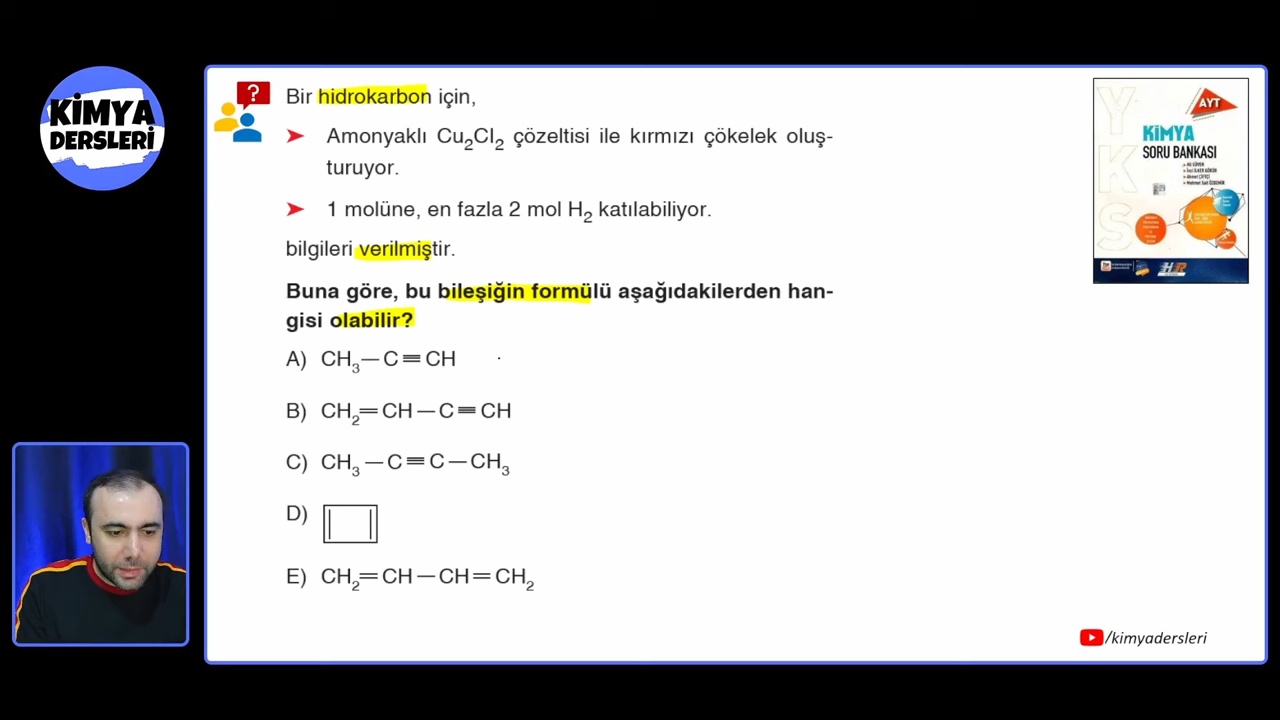 KİMYA
DERSLERİ
?
Bir hidrokarbon için,
➤ Amonyaklı Cu₂Cl₂ çözeltisi ile kırmızı çökelek oluş-
turuyor.
➤ 1 molüne, en fazla 2 mol H₂ katılabiliyor.
bilgileri verilmiştir.
Buna göre, bu bileşiğin formülü aşağıdakilerden han-
gisi olabilir?
A) CH₃—C≡CH
B) CH₂=CH—C≡CH
C) CH₃—C≡C—CH₃
D)
E) CH₂=CH—CH=CH₂
YKS
AYT
KİMYA
SORU BANKASI
/kimyadersleri